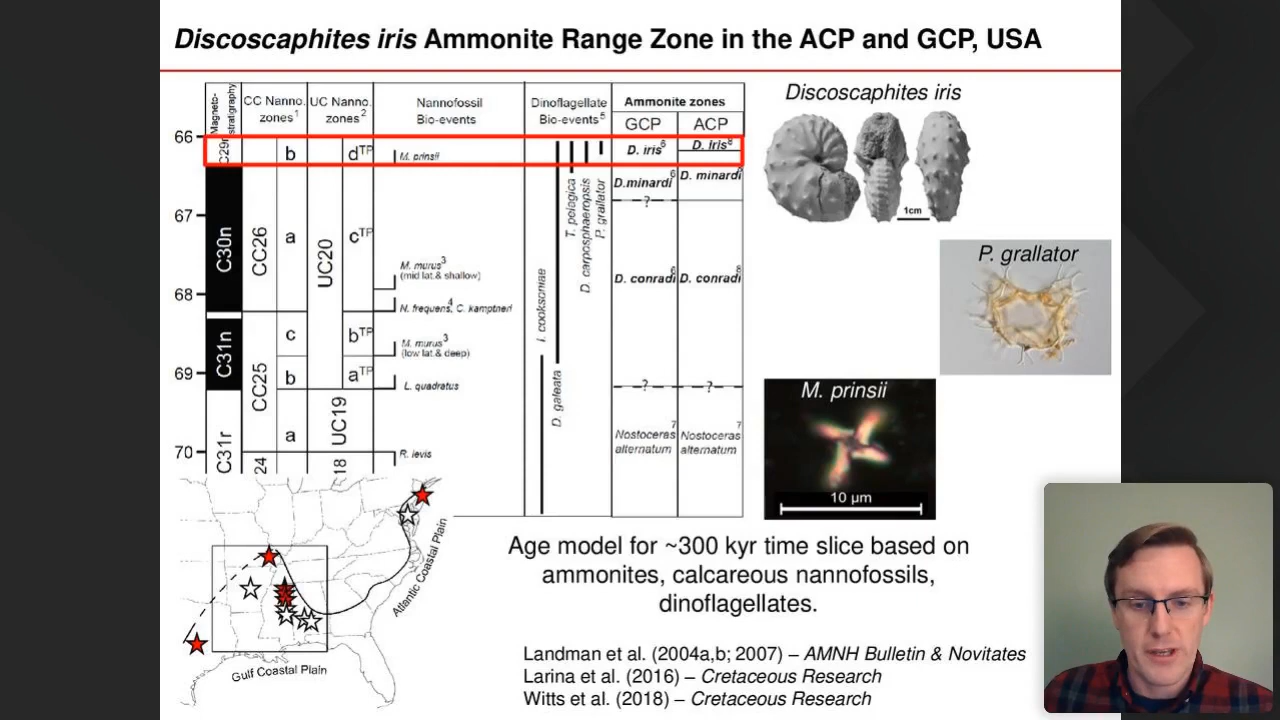 Discoscaphites iris Ammonite Range Zone in the ACP and GCP, USA
Magneto-
stratigraphy
CC Nanno.
zones1
UC Nanno.
zones2
Nannofossil
Bio-events
Dinoflagellate
Bio-events5
Ammonite zones
GCP
ACP
66
67
68
69
70
C29r
C30n
C31n
C31r
CC26
CC25
24
b
a
c
b
a
UC20
UC19
18
dTP
cTP
bTP
aTP
M. prinsii
M. murus3
(mid lat.& shallow)
N. frequens4, C. kamptneri
M. murus3
(low lat.& deep)
L. quadratus
R. levis
I. cooksoniae
D. galeata
T. pelagica
D. carposphaeropsis
P. grallator
D. iris6
D. iris8
D.minardi6
D. minardi
?
D. conradi6
D. conradi8
?
?
Nostoceras7
alternatum
Nostoceras7
alternatum
Discoscaphites iris
1cm
P. grallator
M. prinsii
10 µm
Atlantic Coastal Plain
Gulf Coastal Plain
Age model for ~300 kyr time slice based on
ammonites, calcareous nannofossils,
dinoflagellates.
Landman et al. (2004a,b; 2007) – AMNH Bulletin & Novitates
Larina et al. (2016) – Cretaceous Research
Witts et al. (2018) – Cretaceous Research